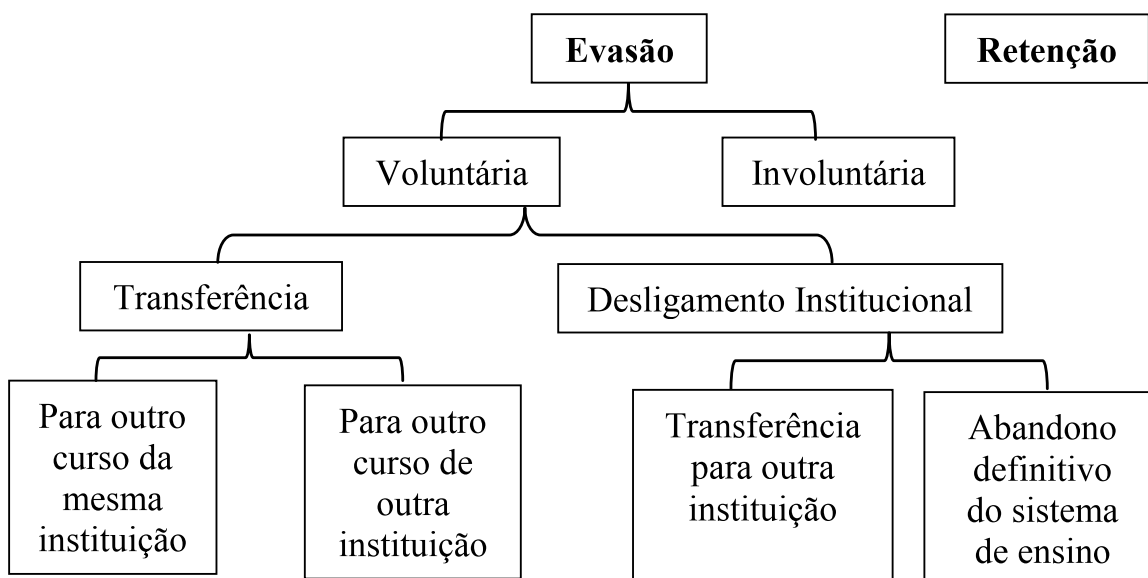 Evasão
Retenção
Voluntária
Involuntária
Transferência
Desligamento Institucional
Para outro
curso da
mesma
instituição
Para outro
curso de
outra
instituição
Transferência
para outra
instituição
Abandono
definitivo
do sistema
de ensino